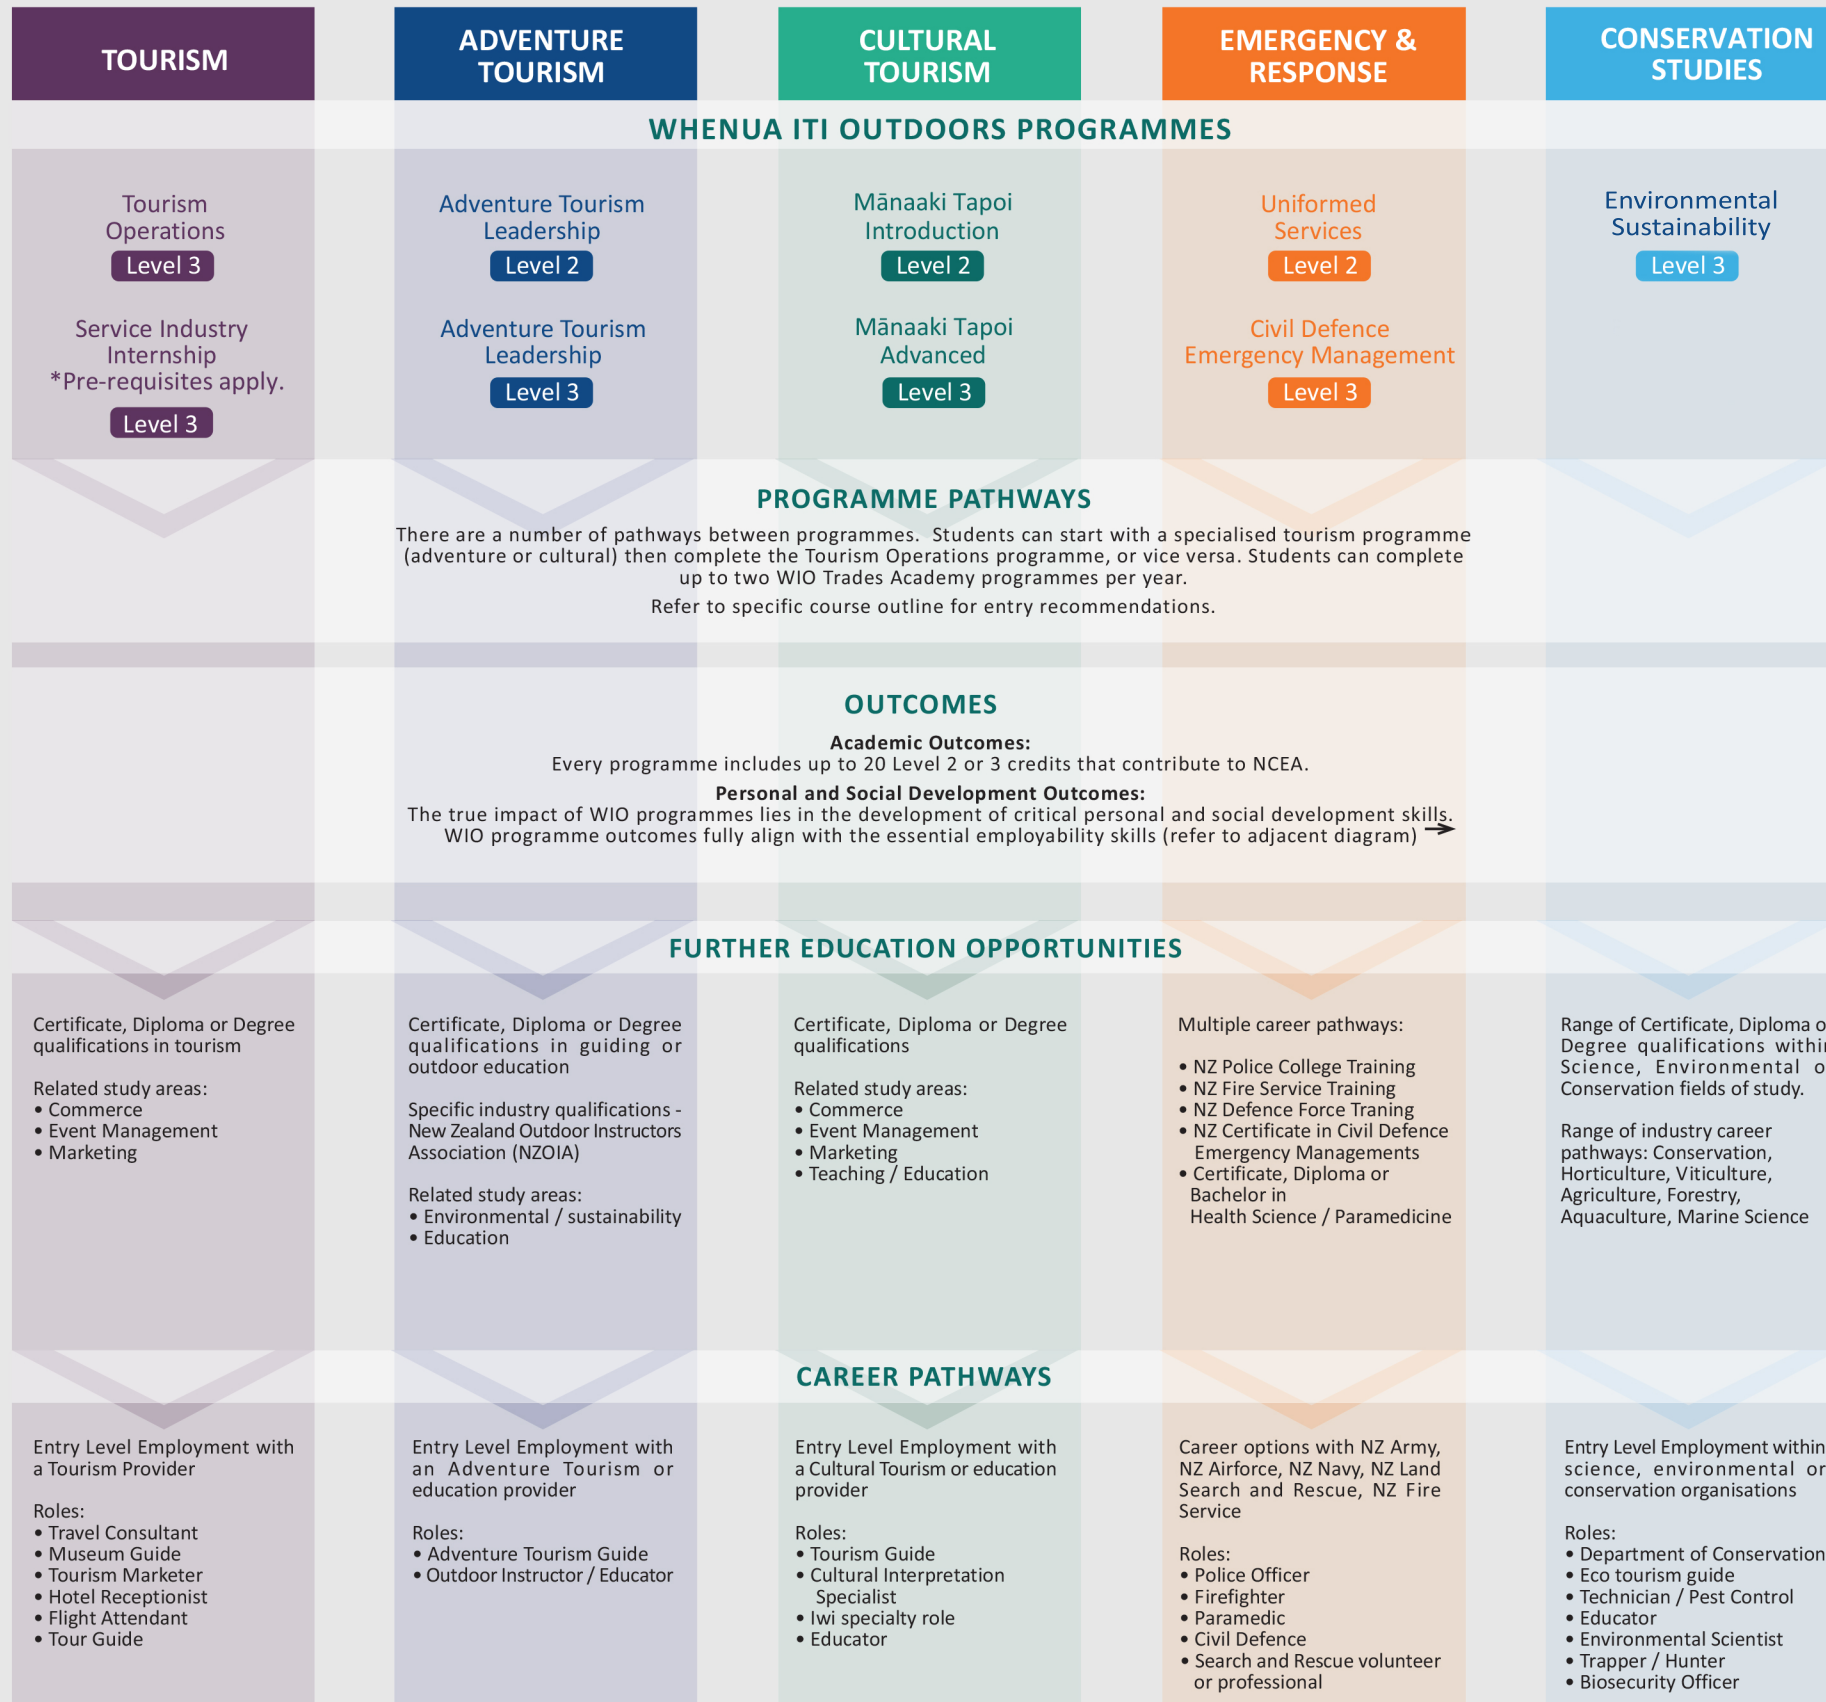 TOURISM
ADVENTURE
TOURISM
CULTURAL
TOURISM
EMERGENCY &
RESPONSE
CONSERVATION
STUDIES
WHENUA ITI OUTDOORS PROGRAMMES
Tourism
Operations
Level 3
Service Industry
Internship
*Pre-requisites apply.
Level 3
Adventure Tourism
Leadership
Level 2
Adventure Tourism
Leadership
Level 3
Mānaaki Tapoi
Introduction
Level 2
Mānaaki Tapoi
Advanced
Level 3
Uniformed
Services
Level 2
Civil Defence
Emergency Management
Level 3
Environmental
Sustainability
Level 3
PROGRAMME PATHWAYS
There are a number of pathways between programmes. Students can start with a specialised tourism programme
(adventure or cultural) then complete the Tourism Operations programme, or vice versa. Students can complete
up to two WIO Trades Academy programmes per year.
Refer to specific course outline for entry recommendations.
OUTCOMES
Academic Outcomes:
Every programme includes up to 20 Level 2 or 3 credits that contribute to NCEA.
Personal and Social Development Outcomes:
The true impact of WIO programmes lies in the development of critical personal and social development skills.
WIO programme outcomes fully align with the essential employability skills (refer to adjacent diagram) →
FURTHER EDUCATION OPPORTUNITIES
Certificate, Diploma or Degree
qualifications in tourism
Related study areas:
• Commerce
• Event Management
• Marketing
Certificate, Diploma or Degree
qualifications in guiding or
outdoor education
Specific industry qualifications -
New Zealand Outdoor Instructors
Association (NZOIA)
Related study areas:
• Environmental / sustainability
• Education
Certificate, Diploma or Degree
qualifications
Related study areas:
• Commerce
• Event Management
• Marketing
• Teaching / Education
Multiple career pathways:
• NZ Police College Training
• NZ Fire Service Training
• NZ Defence Force Traning
• NZ Certificate in Civil Defence
Emergency Managements
• Certificate, Diploma or
Bachelor in
Health Science / Paramedicine
Range of Certificate, Diploma
Degree qualifications
Science, Environmental
Conservation fields of study.
Range of industry career
pathways: Conservation,
Horticulture, Viticulture,
Agriculture, Forestry,
Aquaculture, Marine Science
CAREER PATHWAYS
Entry Level Employment with
a Tourism Provider
Roles:
• Travel Consultant
• Museum Guide
• Tourism Marketer
• Hotel Receptionist
• Flight Attendant
• Tour Guide
Entry Level Employment with
an Adventure Tourism or
education provider
Roles:
• Adventure Tourism Guide
• Outdoor Instructor / Educator
Entry Level Employment with
a Cultural Tourism or education
provider
Roles:
• Tourism Guide
• Cultural Interpretation
Specialist
• Iwi specialty role
• Educator
Career options with NZ Army,
NZ Airforce, NZ Navy, NZ Land
Search and Rescue, NZ Fire
Service
Roles:
• Police Officer
• Firefighter
• Paramedic
• Civil Defence
• Search and Rescue volunteer
or professional
Entry Level Employment within
science, environmental or
conservation organisations
Roles:
• Department of Conservation
• Eco tourism guide
• Technician / Pest Control
• Educator
• Environmental Scientist
• Trapper / Hunter
• Biosecurity Officer